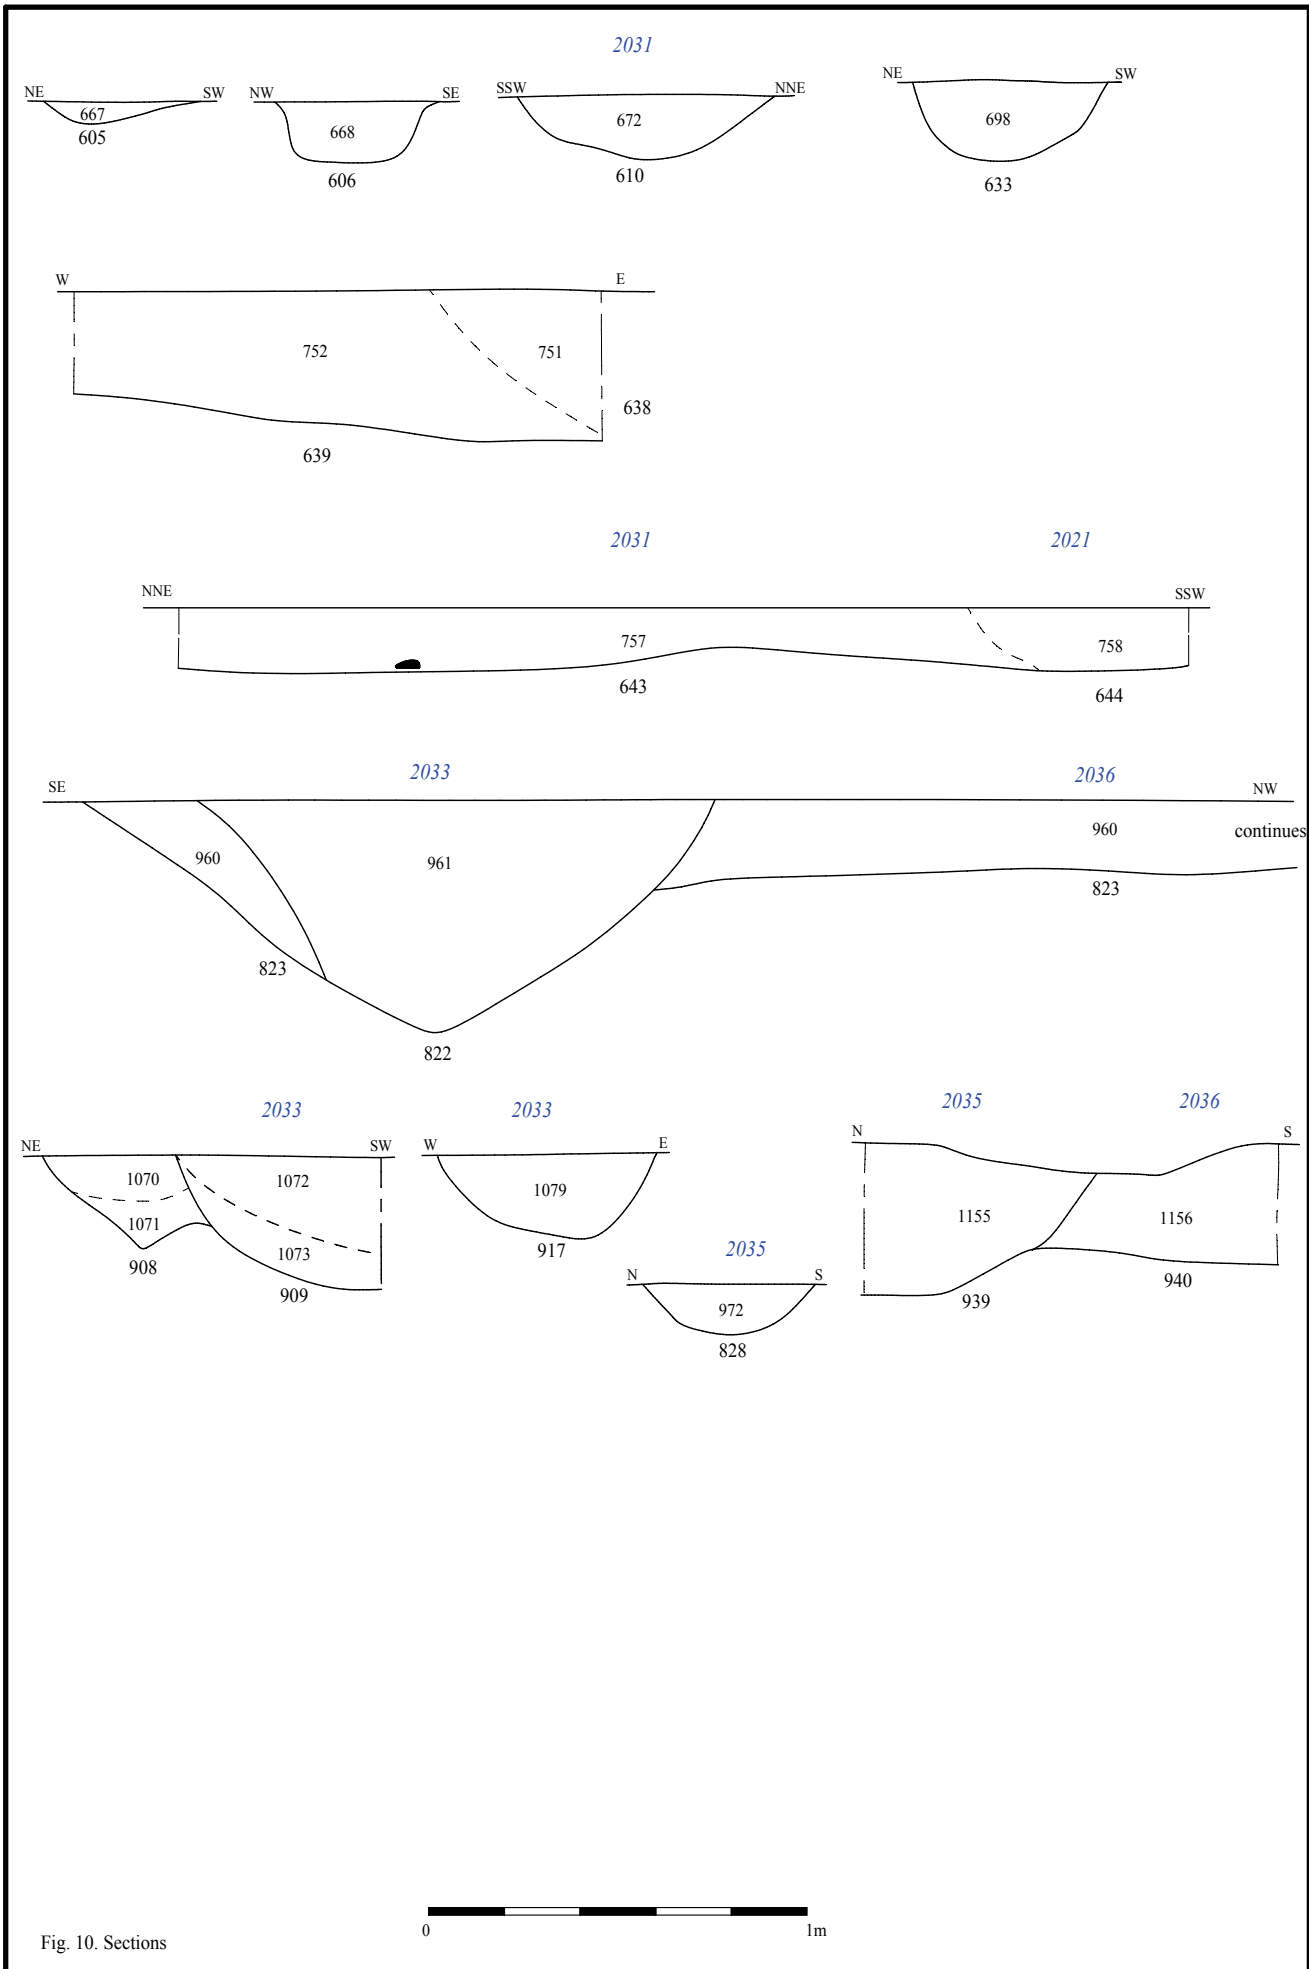 2031
NE SW NW SE SSW NNE NE SW
667 668 672 698
605 606 610 633
W E
752 751
638
639
2031 2021
NNE SSW
757 758
643 644
2033 2036
SE NW
960 961 960 continues
823 823
822
2033 2033 2035 2036
NE SW W E N S
1070 1072 1079 1155 1156
1071 1073
908 909 917 939 940
2035
N S
972
828
0 1m
Fig. 10. Sections